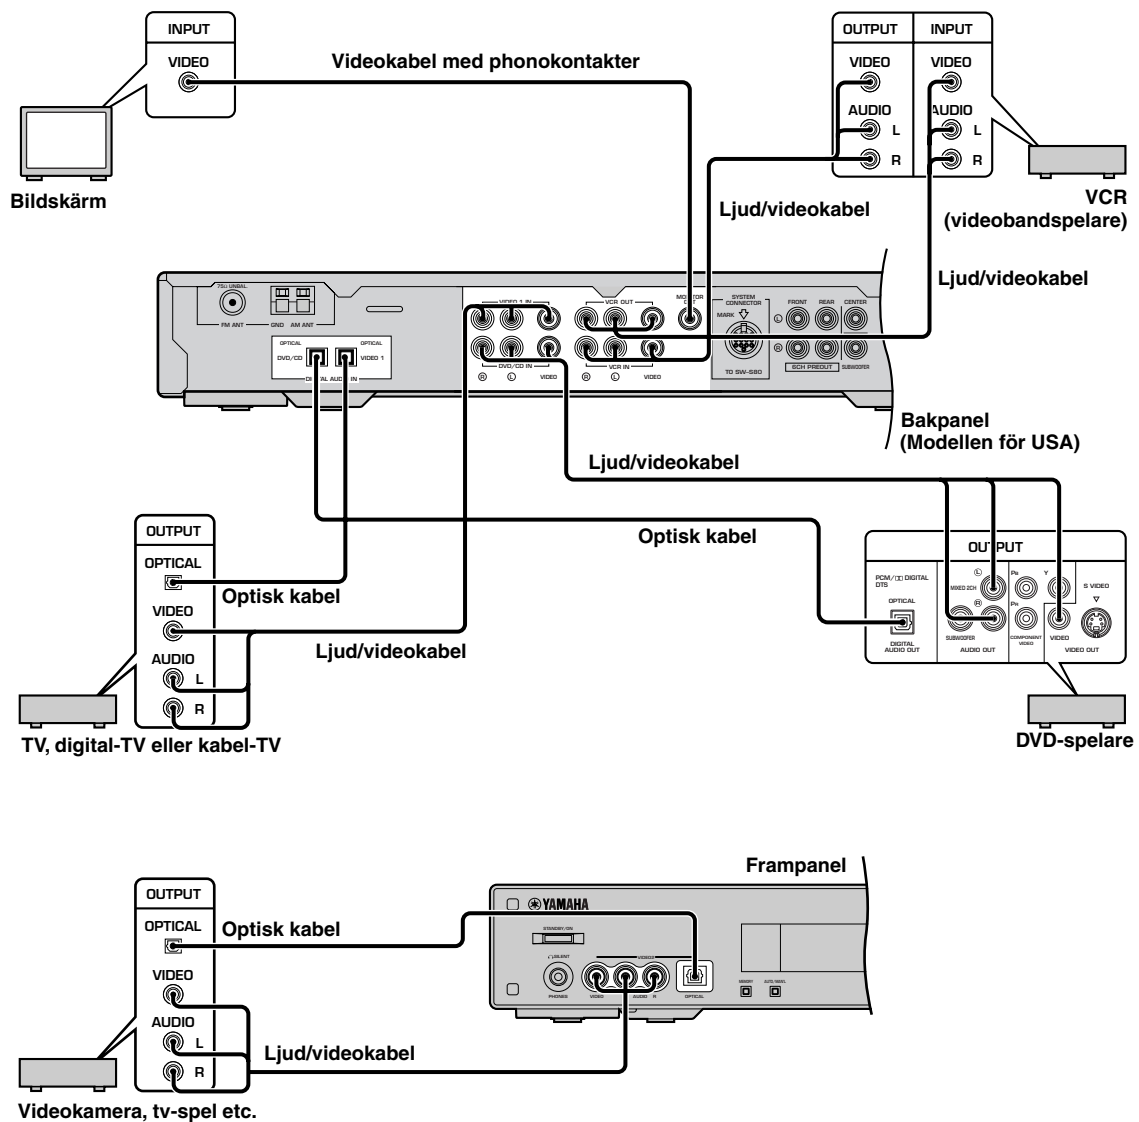 INPUT
VIDEO
Videokabel med phonokontakter
OUTPUT INPUT
VIDEO VIDEO
AUDIO AUDIO
L L
R R
Bildskärm
VCR
(videobandspelare)
Ljud/videokabel
Ljud/videokabel
75Ω UNBAL.
FM ANT
GND AM ANT
VIDEO 1 IN
VCR OUT
MONITOR
OUT
SYSTEM
CONNECTOR
MARK
TO SW-S80
FRONT REAR CENTER
L
R
6CH PREOUT SUBWOOFER
OPTICAL OPTICAL
DVD/CD VIDEO 1
DIGITAL AUDIO IN
DVD/CD IN
R L VIDEO
VCR IN
R L VIDEO
Bakpanel
(Modellen för USA)
Ljud/videokabel
Optisk kabel
OUTPUT
OPTICAL
Optisk kabel
VIDEO
Ljud/videokabel
AUDIO
L
R
TV, digital-TV eller kabel-TV
OUTPUT
PCM/ DIGITAL
DTS
OPTICAL
DIGITAL
AUDIO OUT
L
MIXED 2CH
R
SUBWOOFER
AUDIO OUT
PB Y
PR
COMPONENT
VIDEO
VIDEO
S VIDEO
VIDEO OUT
DVD-spelare
Frampanel
OUTPUT
OPTICAL
Optisk kabel
VIDEO
AUDIO
L
R
Ljud/videokabel
Videokamera, tv-spel etc.
YAMAHA
STANDBY/ON
SILENT
PHONES
VIDEO2
VIDEO AUDIO R OPTICAL
MEMORY